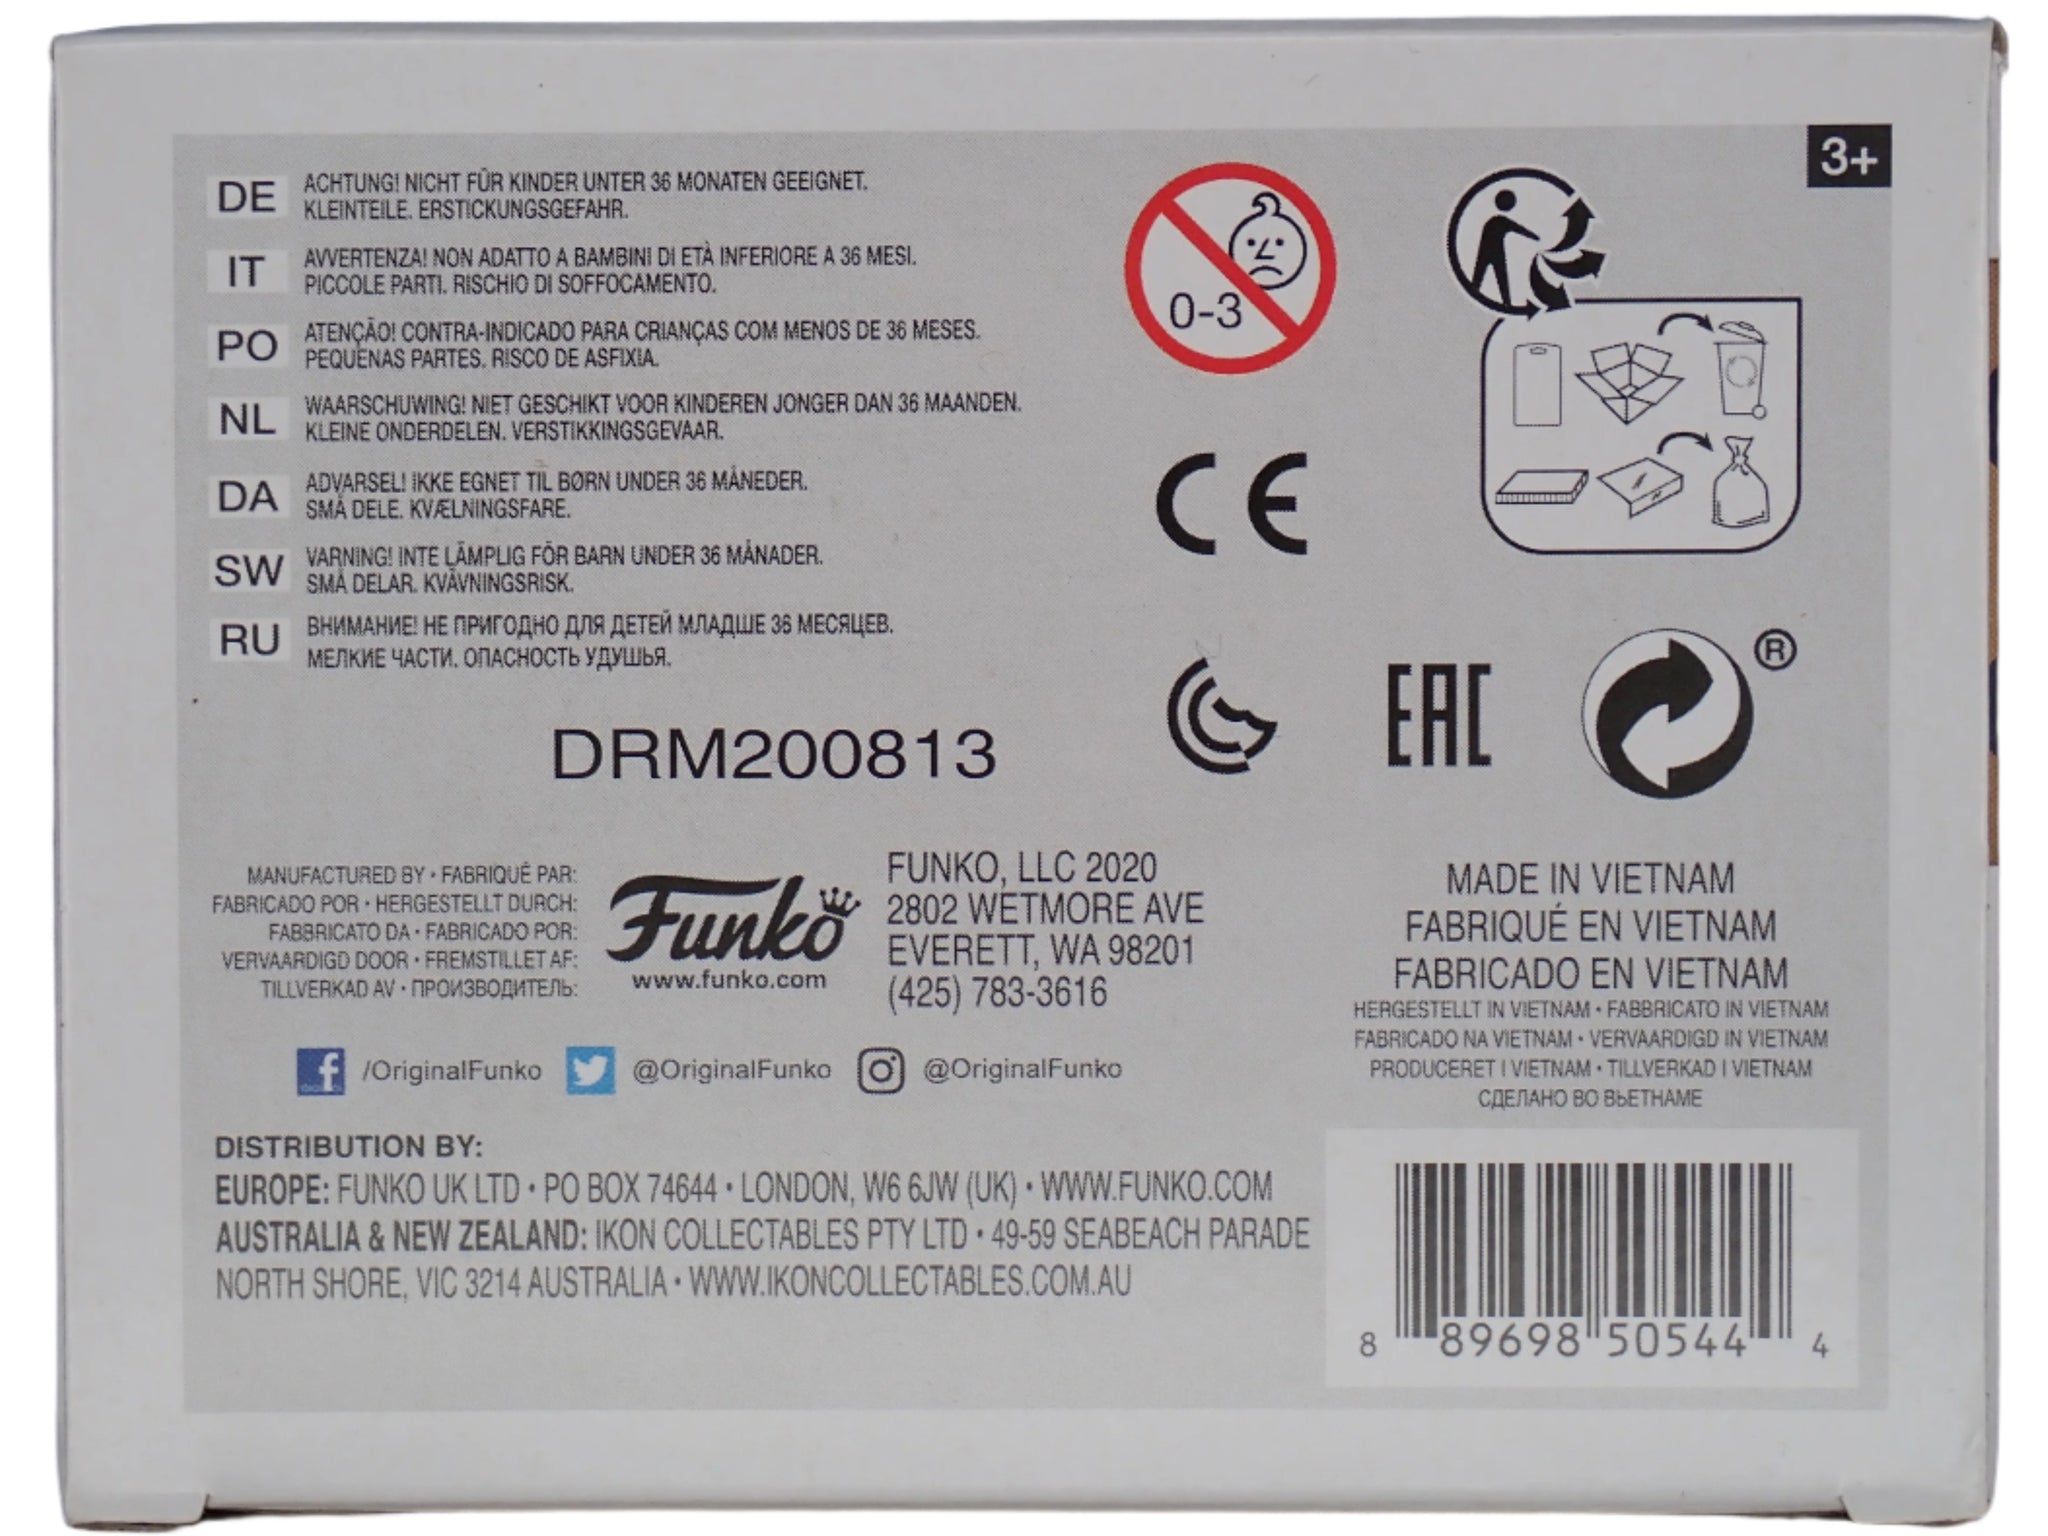 3+
DE ACHTUNG! NICHT FÜR KINDER UNTER 36 MONATEN GEEIGNET.
KLEINTEILE. ERSTICKUNGSGEFAHR.
IT AVVERTENZA! NON ADATTO A BAMBINI DI ETÀ INFERIORE A 36 MESI.
PICCOLE PARTI. RISCHIO DI SOFFOCAMENTO.
PO ATENÇÃO! CONTRA-INDICADO PARA CRIANÇAS COM MENOS DE 36 MESES.
PEQUENAS PARTES. RISCO DE ASFIXIA.
NL WAARSCHUWING! NIET GESCHIKT VOOR KINDEREN JONGER DAN 36 MAANDEN.
KLEINE ONDERDELEN. VERSTIKKINGSGEVAAR.
DA ADVARSEL! IKKE EGNET TIL BØRN UNDER 36 MÅNEDER.
SMÅ DELE. KVÆLNINGSFARE.
SW VARNING! INTE LÄMPLIG FÖR BARN UNDER 36 MÅNADER.
SMÅ DELAR. KVÄVNINGSRISK.
RU ВНИМАНИЕ! НЕ ПРИГОДНО ДЛЯ ДЕТЕЙ МЛАДШЕ 36 МЕСЯЦЕВ.
МЕЛКИЕ ЧАСТИ. ОПАСНОСТЬ УДУШЬЯ.
0-3
CE
EAC
®
DRM200813
MANUFACTURED BY • FABRIQUÉ PAR:
FABRICADO POR • HERGESTELLT DURCH:
FABBRICATO DA • FABRICADO POR:
VERVAARDIGD DOOR • FREMSTILLET AF:
TILLVERKAD AV • ПРОИЗВОДИТЕЛЬ:
Funko
www.funko.com
FUNKO, LLC 2020
2802 WETMORE AVE
EVERETT, WA 98201
(425) 783-3616
MADE IN VIETNAM
FABRIQUÉ EN VIETNAM
FABRICADO EN VIETNAM
HERGESTELLT IN VIETNAM • FABBRICATO IN VIETNAM
FABRICADO NA VIETNAM • VERVAARDIGD IN VIETNAM
PRODUCERET I VIETNAM • TILLVERKAD I VIETNAM
СДЕЛАНО ВО ВЬЕТНАМЕ
f /OriginalFunko @OriginalFunko @OriginalFunko
DISTRIBUTION BY:
EUROPE: FUNKO UK LTD • PO BOX 74644 • LONDON, W6 6JW (UK) • WWW.FUNKO.COM
AUSTRALIA & NEW ZEALAND: IKON COLLECTABLES PTY LTD • 49-59 SEABEACH PARADE
NORTH SHORE, VIC 3214 AUSTRALIA • WWW.IKONCOLLECTABLES.COM.AU
8 89698 50544 4